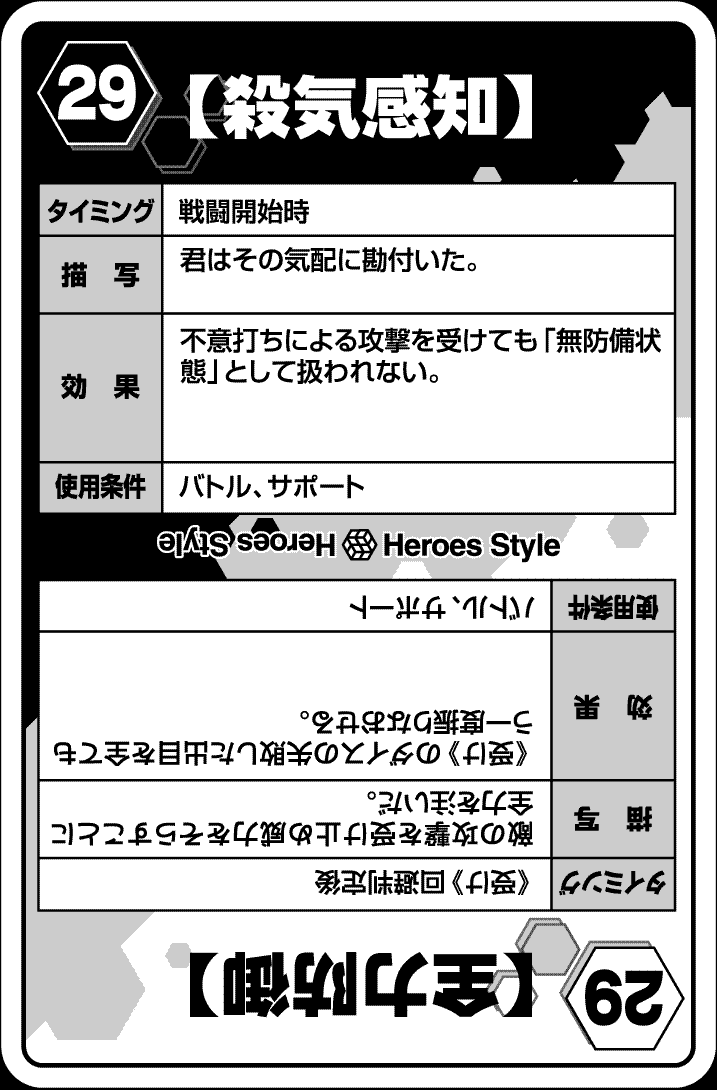 29
【殺気感知】
タイミング 戦闘開始時
描 写 君はその気配に勘付いた。
効 果 不意打ちによる攻撃を受けても「無防備状
態」として扱われない。
使用条件 バトル、サポート
Heroes Style
Heroes Style
29
【全力防御】
タイミング 《受け》回避判定後
描 写 敵の攻撃を受け止め威力をそらすことに
全力を注いだ。
効 果 《受け》のダイスの失敗した出目を全ても
う一度振りなおせる。
使用条件 バトル、サポート